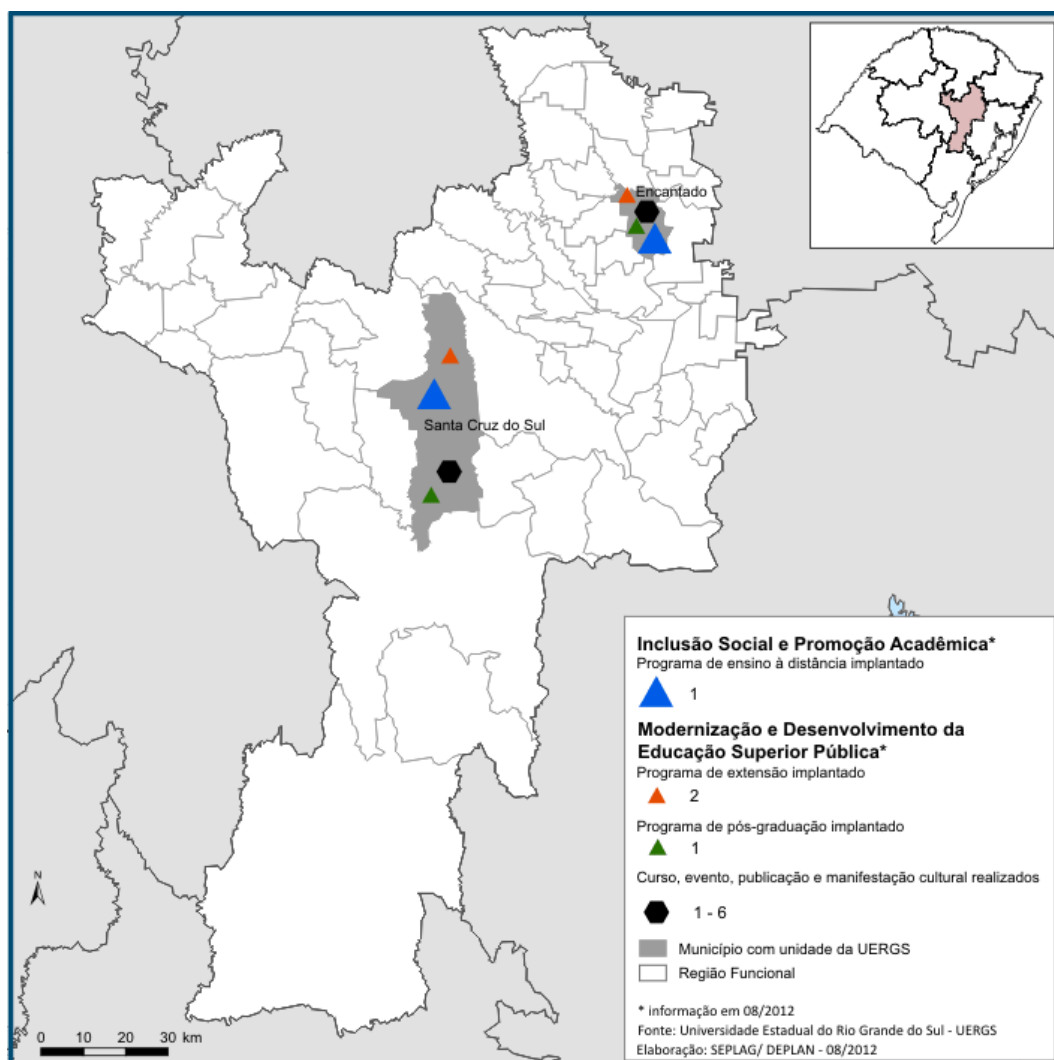 Encantado
Santa Cruz do Sul
Inclusão Social e Promoção Acadêmica*
Programa de ensino à distância implantado
1
Modernização e Desenvolvimento da
Educação Superior Pública*
Programa de extensão implantado
2
Programa de pós-graduação implantado
1
Curso, evento, publicação e manifestação cultural realizados
1 - 6
Município com unidade da UERGS
Região Funcional
* informação em 08/2012
Fonte: Universidade Estadual do Rio Grande do Sul - UERGS
Elaboração: SEPLAG/ DEPLAN - 08/2012
N
0 10 20 30 km